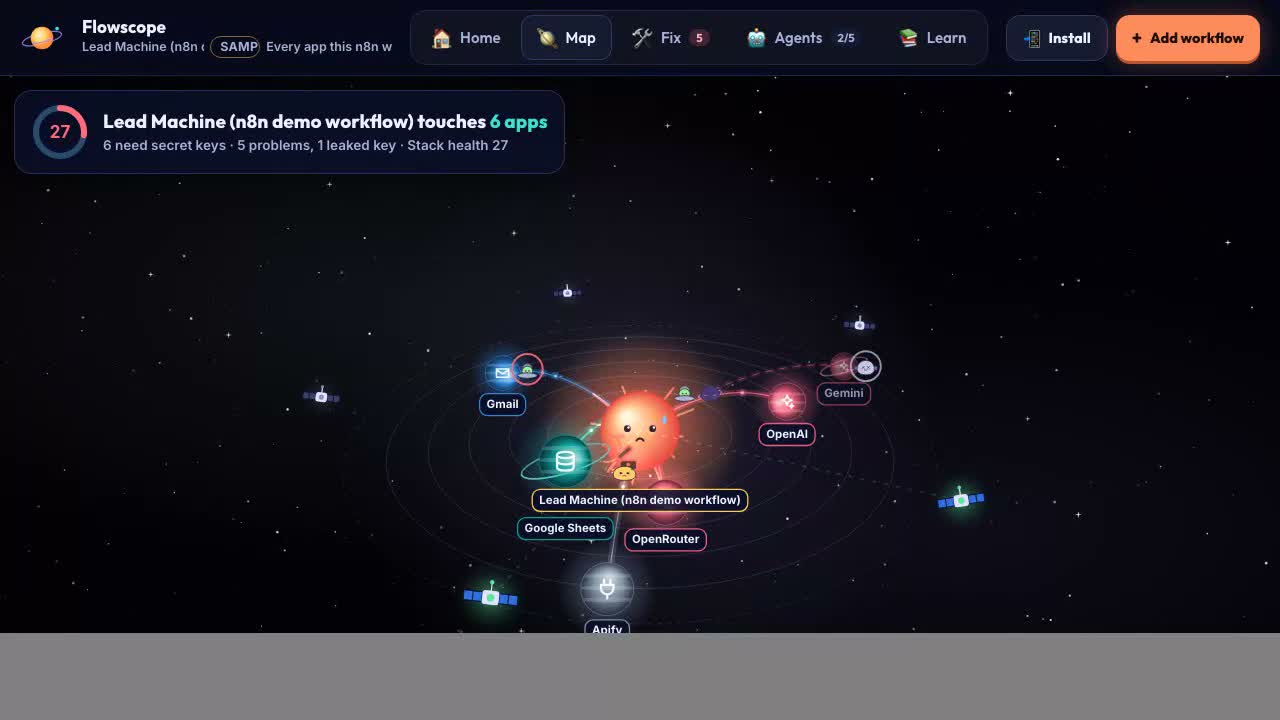 Flowscope
Lead Machine (n8n
SAMP
Every app this n8n w
Home
Map
Fix 5
Agents 2/5
Learn
Install
+ Add workflow
27
Lead Machine (n8n demo workflow) touches 6 apps
6 need secret keys · 5 problems, 1 leaked key · Stack health 27
Gmail
Gemini
OpenAI
Lead Machine (n8n demo workflow)
Google Sheets
OpenRouter
Apify